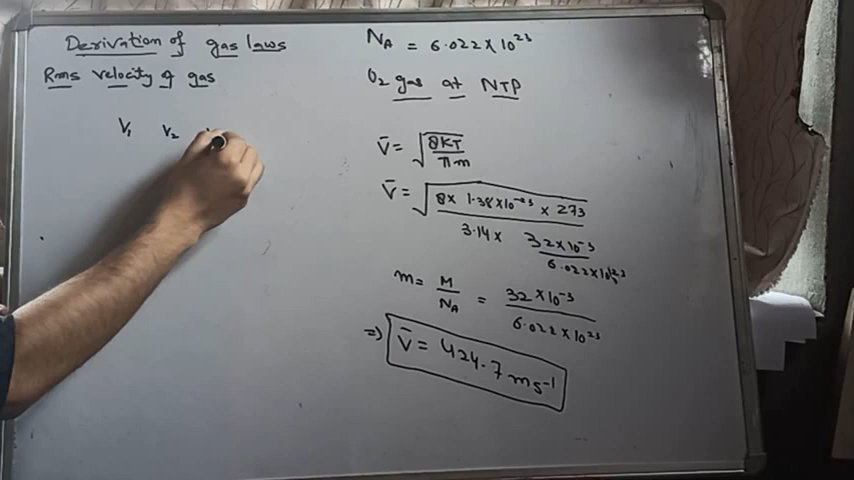 Derivation of gas laws
Rms velocity of gas
V₁ V₂
N_A = 6.022 × 10²³
O₂ gas at NTP
V̄ = √(8KT / πm)
V̄ = √(8 × 1.38 × 10⁻²³ × 273 / 3.14 × 32 × 10⁻³ / 6.022 × 10²³)
m = M / N_A = 32 × 10⁻³ / 6.022 × 10²³
⇒ V̄ = 424.7 ms⁻¹